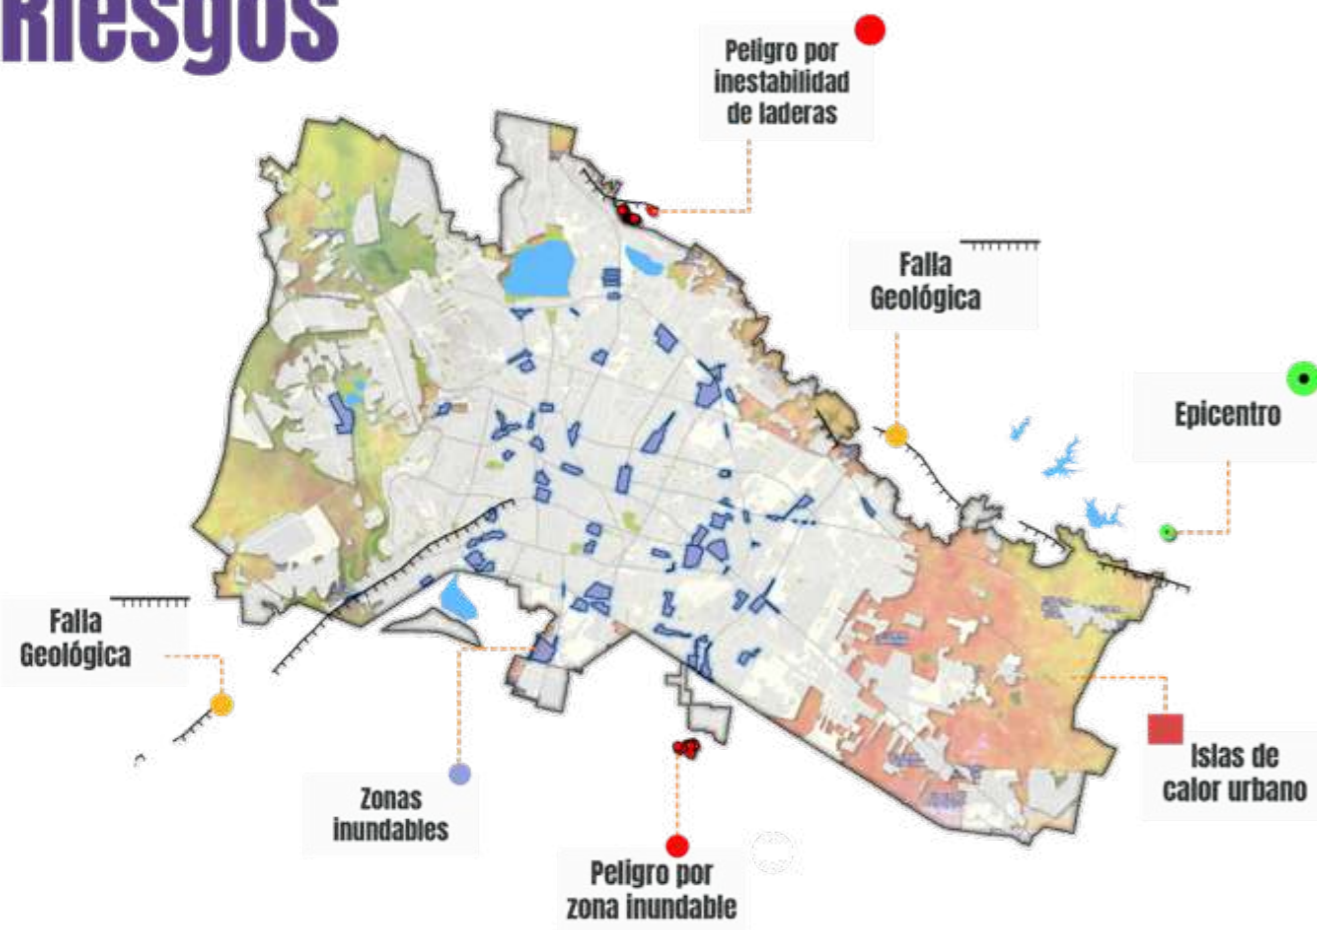 Riesgos
Peligro por
inestabilidad
de laderas
Falla
Geológica
Epicentro
Falla
Geológica
Islas de
calor urbano
Zonas
inundables
Peligro por
zona inundable